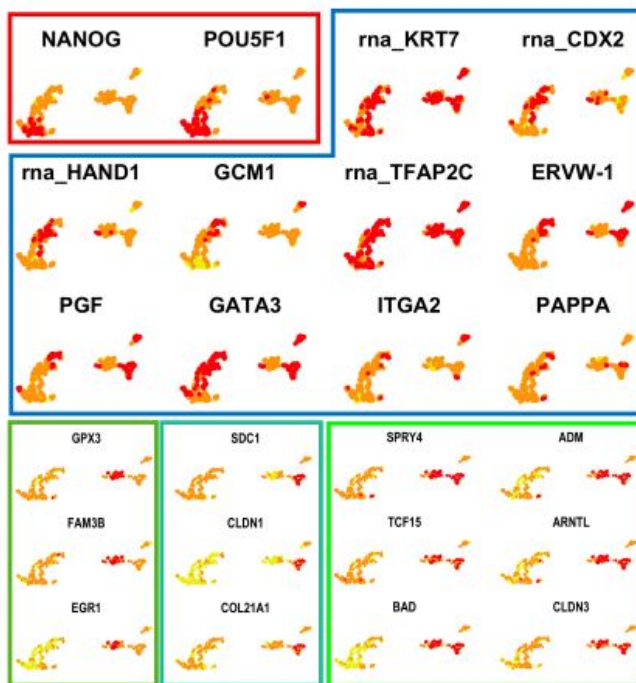 NANOG POU5F1 rna_KRT7 rna_CDX2
rna_HAND1 GCM1 rna_TFAP2C ERVW-1
PGF GATA3 ITGA2 PAPPA
GPX3 SDC1 SPRY4 ADM
FAM3B CLDN1 TCF15 ARNTL
EGR1 COL21A1 BAD CLDN3